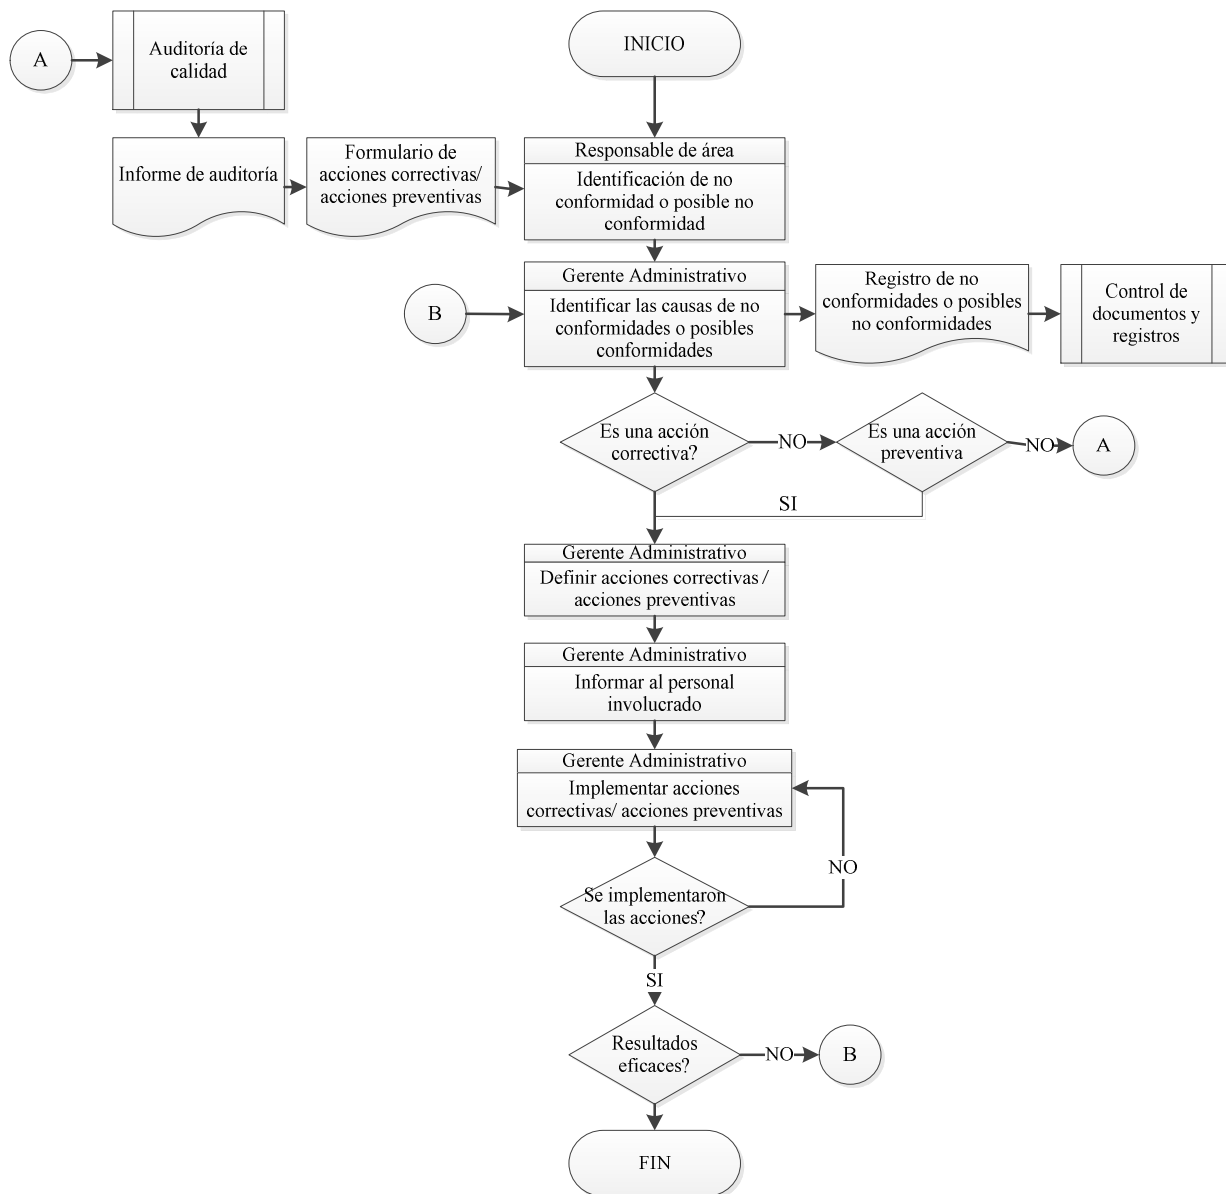 A
Auditoría de
calidad
INICIO
Informe de auditoría
Formulario de
acciones correctivas/
acciones preventivas
Responsable de área
Identificación de no
conformidad o posible no
conformidad
B
Gerente Administrativo
Identificar las causas de no
conformidades o posibles
conformidades
Registro de no
conformidades o posibles
no conformidades
Control de
documentos y
registros
Es una acción
correctiva?
NO
Es una acción
preventiva
NO
A
SI
Gerente Administrativo
Definir acciones correctivas /
acciones preventivas
Gerente Administrativo
Informar al personal
involucrado
Gerente Administrativo
Implementar acciones
correctivas/ acciones preventivas
NO
Se implementaron
las acciones?
SI
Resultados
eficaces?
NO
B
FIN